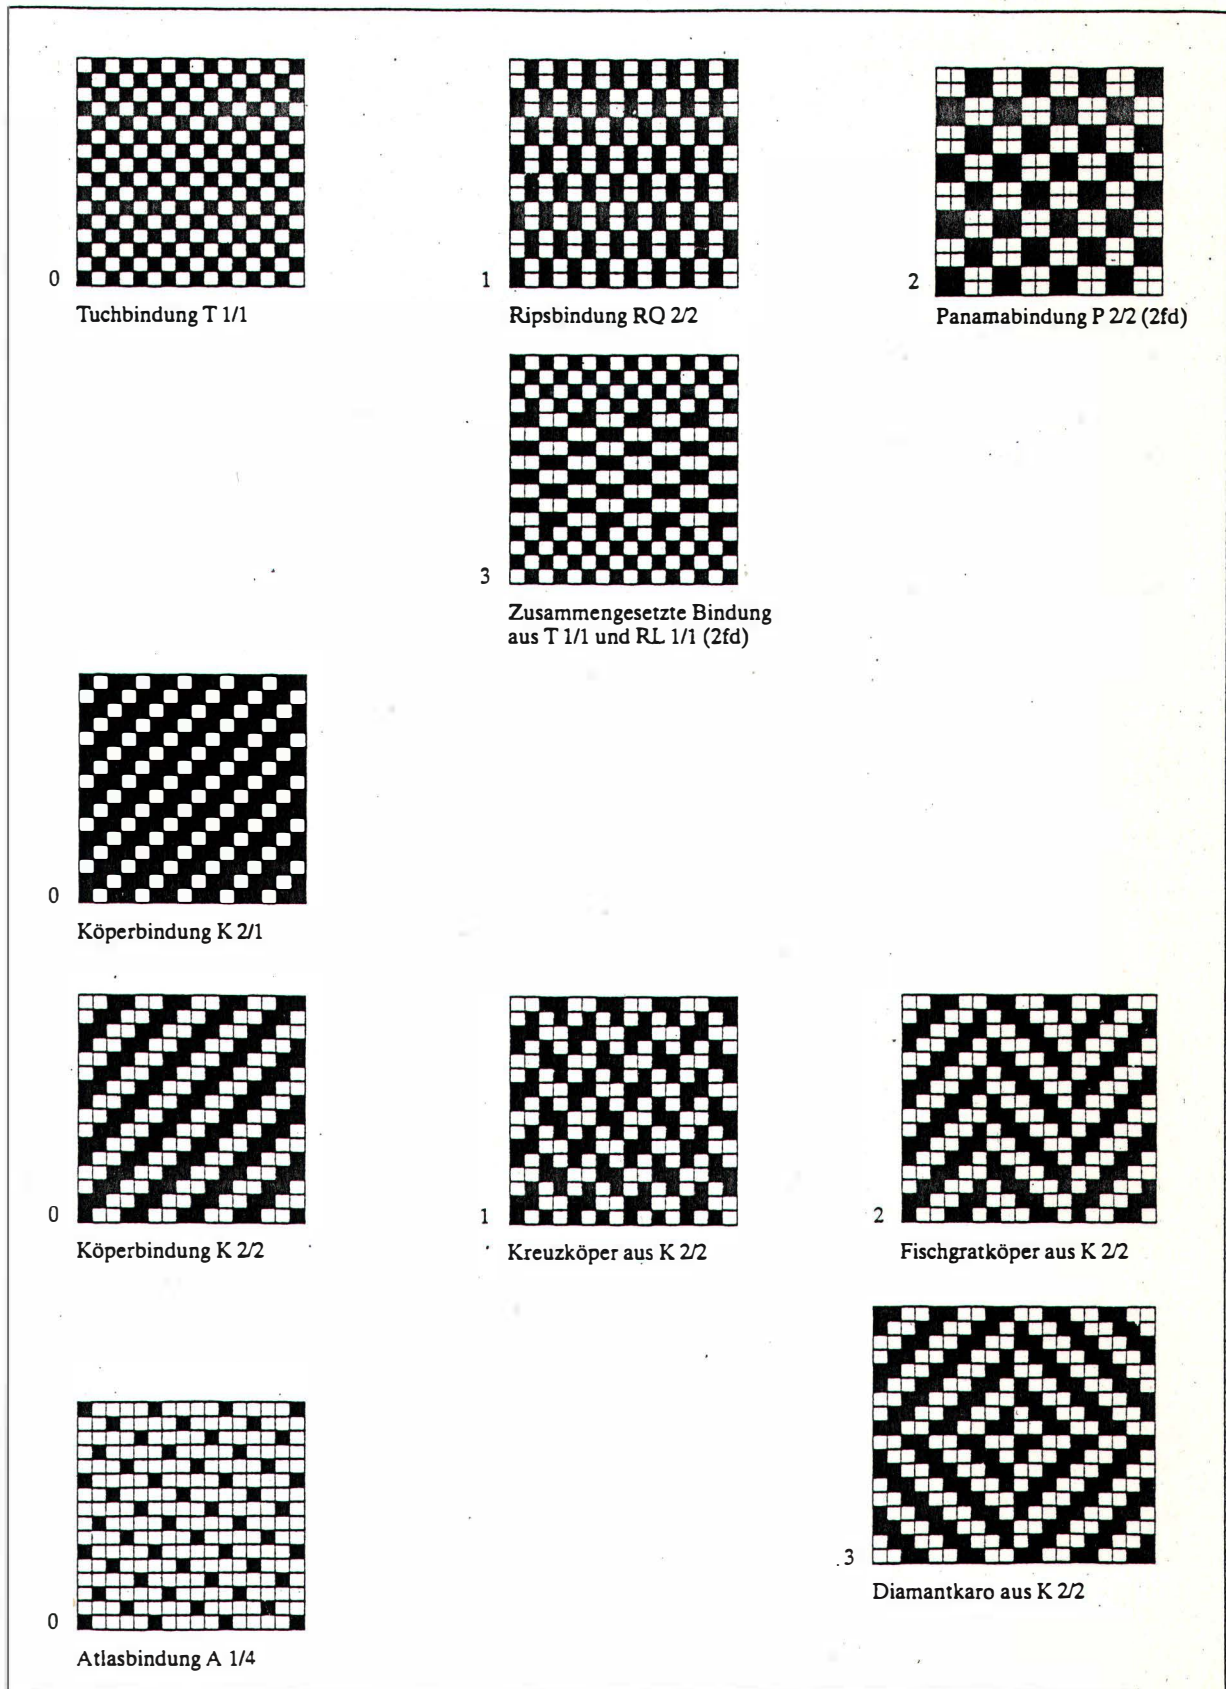 0
Tuchbindung T 1/1
1
Ripsbindung RQ 2/2
2
Panamabindung P 2/2 (2fd)
3
Zusammengesetzte Bindung
aus T 1/1 und RL 1/1 (2fd)
0
Köperbindung K 2/1
0
Köperbindung K 2/2
1
Kreuzköper aus K 2/2
2
Fischgratköper aus K 2/2
3
Diamantkaro aus K 2/2
0
Atlasbindung A 1/4